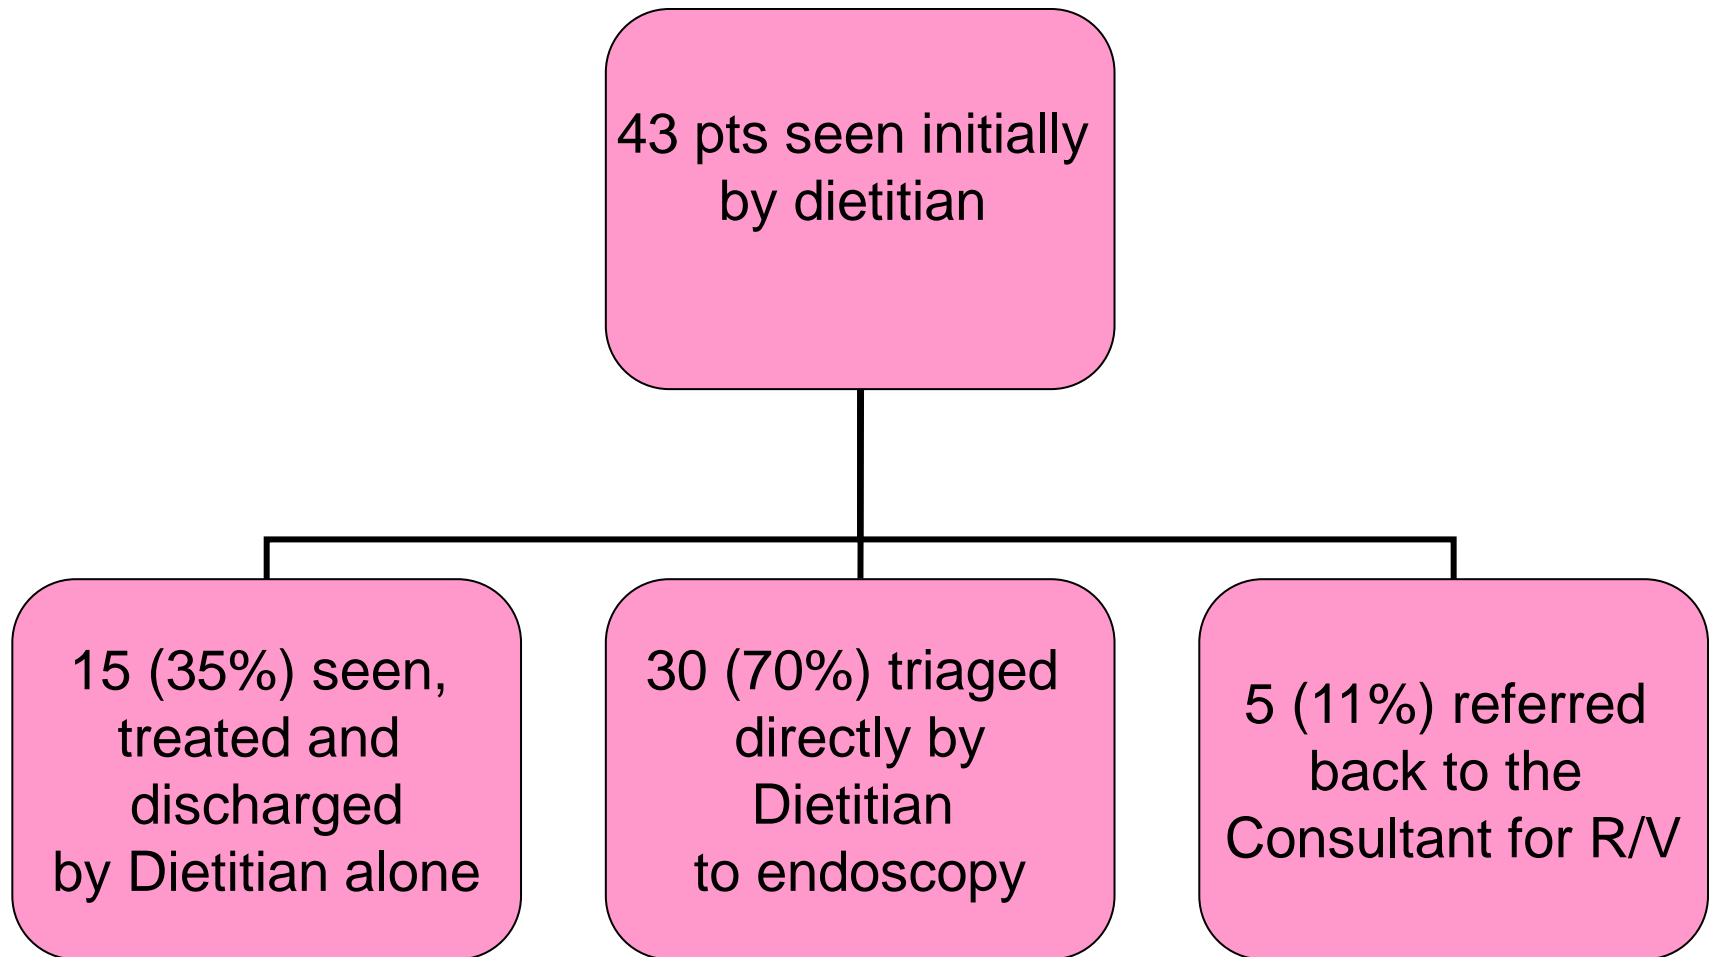 43 pts seen initially
by dietitian
15 (35%) seen,
treated and
discharged
by Dietitian alone
30 (70%) triaged
directly by
Dietitian
to endoscopy
5 (11%) referred
back to the
Consultant for R/V